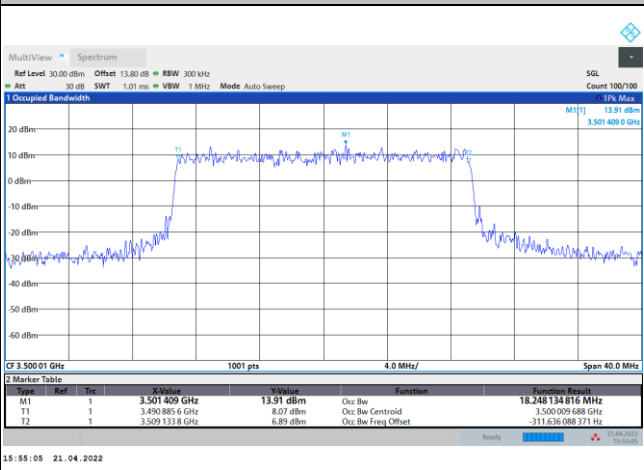 MultiView Spectrum
Ref Level 30.00 dBm Offset 13.80 dB RBW 300 kHz SGL
Att 30 dB SWT 1.01 ms VBW 1 MHz Mode Auto Sweep Count 100/100
1 Occupied Bandwidth 1Pk Max
M1[1] 13.91 dBm
3.501 409 0 GHz
M1
T1 T2
20 dBm
10 dBm
0 dBm
-10 dBm
-20 dBm
-30 dBm
-40 dBm
-50 dBm
-60 dBm
CF 3.500 01 GHz 1001 pts 4.0 MHz/ Span 40.0 MHz
2 Marker Table
Type Ref Trc X-Value Y-Value Function Function Result
M1 1 3.501 409 GHz 13.91 dBm Occ Bw 18.248 134 816 MHz
T1 1 3.490 885 6 GHz 8.07 dBm Occ Bw Centroid 3.500 009 688 GHz
T2 1 3.509 133 8 GHz 6.89 dBm Occ Bw Freq Offset -311.636 088 371 Hz
Ready 21.04.2022
15:55:05
15:55:05 21.04.2022